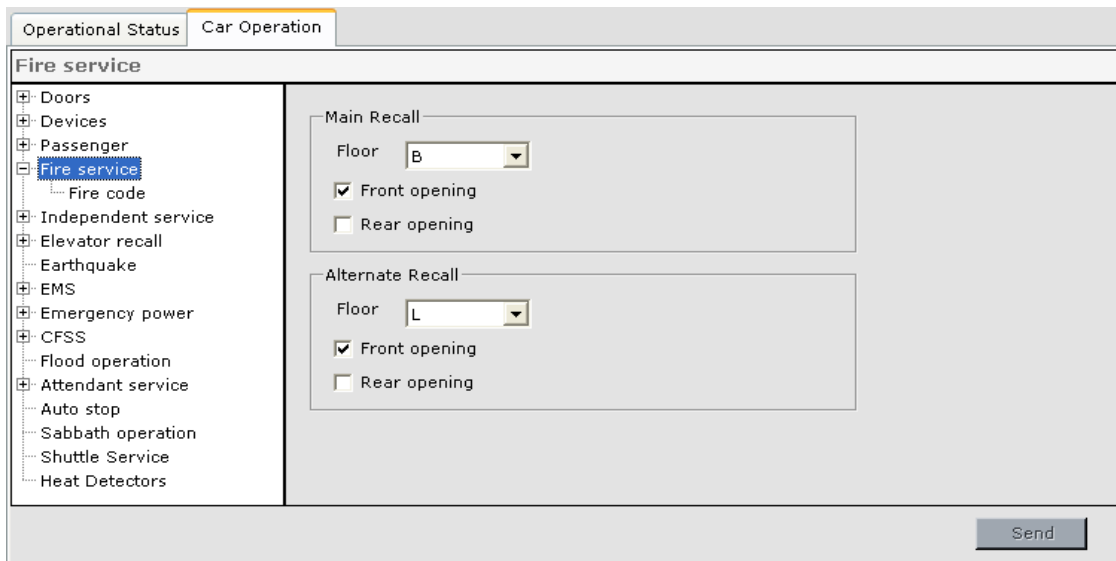 Operational Status Car Operation
Fire service
Doors
Devices
Passenger
Fire service
Fire code
Independent service
Elevator recall
Earthquake
EMS
Emergency power
CFSS
Flood operation
Attendant service
Auto stop
Sabbath operation
Shuttle Service
Heat Detectors
Main Recall
Floor B
Front opening
Rear opening
Alternate Recall
Floor L
Front opening
Rear opening
Send